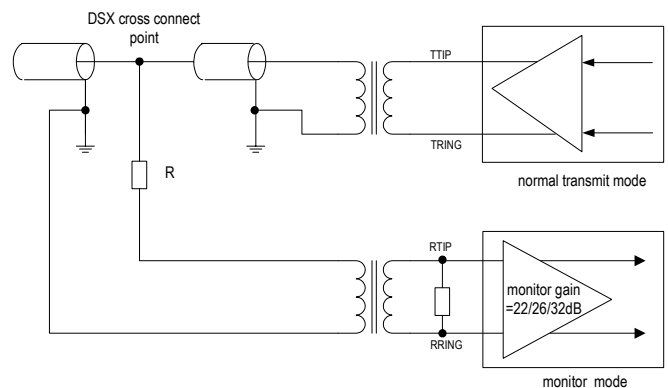 DSX cross connect
point
TTIP
TRING
normal transmit mode
R
RTIP
monitor gain
=22/26/32dB
RRING
monitor mode